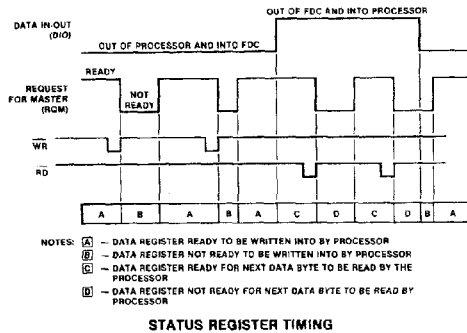 OUT OF FDC AND INTO PROCESSOR
DATA IN-OUT
(DIO)
OUT OF PROCESSOR AND INTO FDC
READY
REQUEST
FOR MASTER
(RQM)
NOT
READY
WR
RD
A B A B A C D C D B A
NOTES: A – DATA REGISTER READY TO BE WRITTEN INTO BY PROCESSOR
B – DATA REGISTER NOT READY TO BE WRITTEN INTO BY PROCESSOR
C – DATA REGISTER READY FOR NEXT DATA BYTE TO BE READ BY THE
PROCESSOR
D – DATA REGISTER NOT READY FOR NEXT DATA BYTE TO BE READ BY
PROCESSOR
STATUS REGISTER TIMING